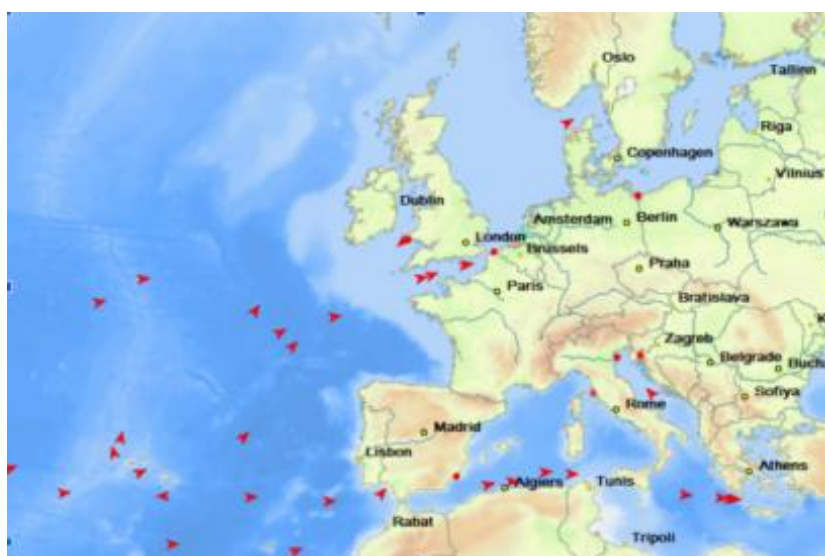 Oslo
Tallinn
Riga
Copenhagen
Vilnius
Dublin
Amsterdam
Berlin
Warszawa
London
Brussels
Praha
Paris
Bratislava
Zagreb
Belgrade
Sofiya
Rome
Madrid
Lisbon
Athens
Algiers
Tunis
Rabat
Tripoli